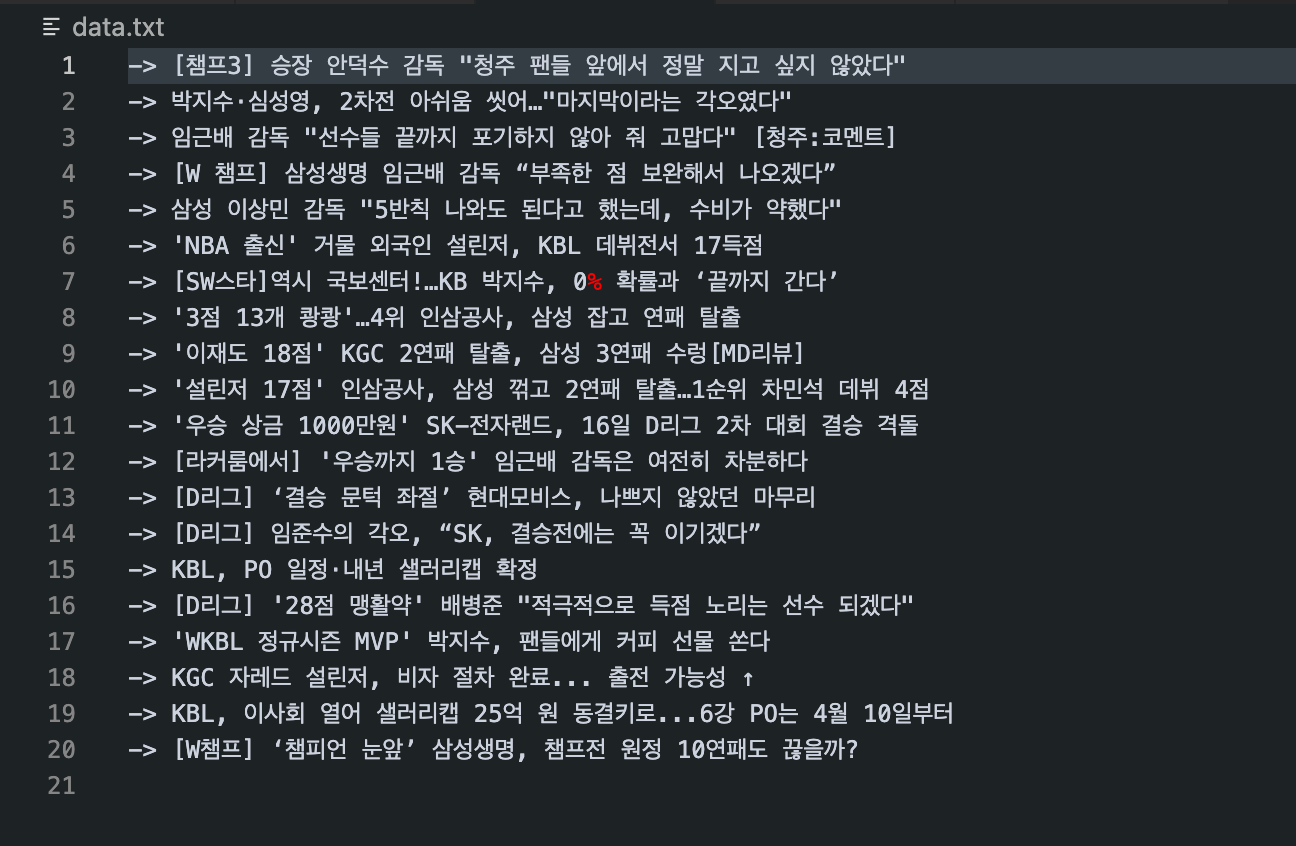 data.txt
1 -> [챔프3] 승장 안덕수 감독 "청주 팬들 앞에서 정말 지고 싶지 않았다"
2 -> 박지수·심성영, 2차전 아쉬움 씻어…"마지막이라는 각오였다"
3 -> 임근배 감독 "선수들 끝까지 포기하지 않아 줘 고맙다" [청주:코멘트]
4 -> [W 챔프] 삼성생명 임근배 감독 “부족한 점 보완해서 나오겠다”
5 -> 삼성 이상민 감독 "5반칙 나와도 된다고 했는데, 수비가 약했다"
6 -> 'NBA 출신' 거물 외국인 설린저, KBL 데뷔전서 17득점
7 -> [SW스타]역시 국보센터!…KB 박지수, 0% 확률과 ‘끝까지 간다’
8 -> '3점 13개 쾅쾅'…4위 인삼공사, 삼성 잡고 연패 탈출
9 -> '이재도 18점' KGC 2연패 탈출, 삼성 3연패 수렁[MD리뷰]
10 -> '설린저 17점' 인삼공사, 삼성 꺾고 2연패 탈출…1순위 차민석 데뷔 4점
11 -> '우승 상금 1000만원' SK-전자랜드, 16일 D리그 2차 대회 결승 격돌
12 -> [라커룸에서] '우승까지 1승' 임근배 감독은 여전히 차분하다
13 -> [D리그] ‘결승 문턱 좌절’ 현대모비스, 나쁘지 않았던 마무리
14 -> [D리그] 임준수의 각오, “SK, 결승전에는 꼭 이기겠다”
15 -> KBL, PO 일정·내년 샐러리캡 확정
16 -> [D리그] '28점 맹활약' 배병준 "적극적으로 득점 노리는 선수 되겠다"
17 -> 'WKBL 정규시즌 MVP' 박지수, 팬들에게 커피 선물 쏜다
18 -> KGC 자레드 설린저, 비자 절차 완료... 출전 가능성 ↑
19 -> KBL, 이사회 열어 샐러리캡 25억 원 동결키로...6강 PO는 4월 10일부터
20 -> [W챔프] ‘챔피언 눈앞’ 삼성생명, 챔프전 원정 10연패도 끊을까?
21